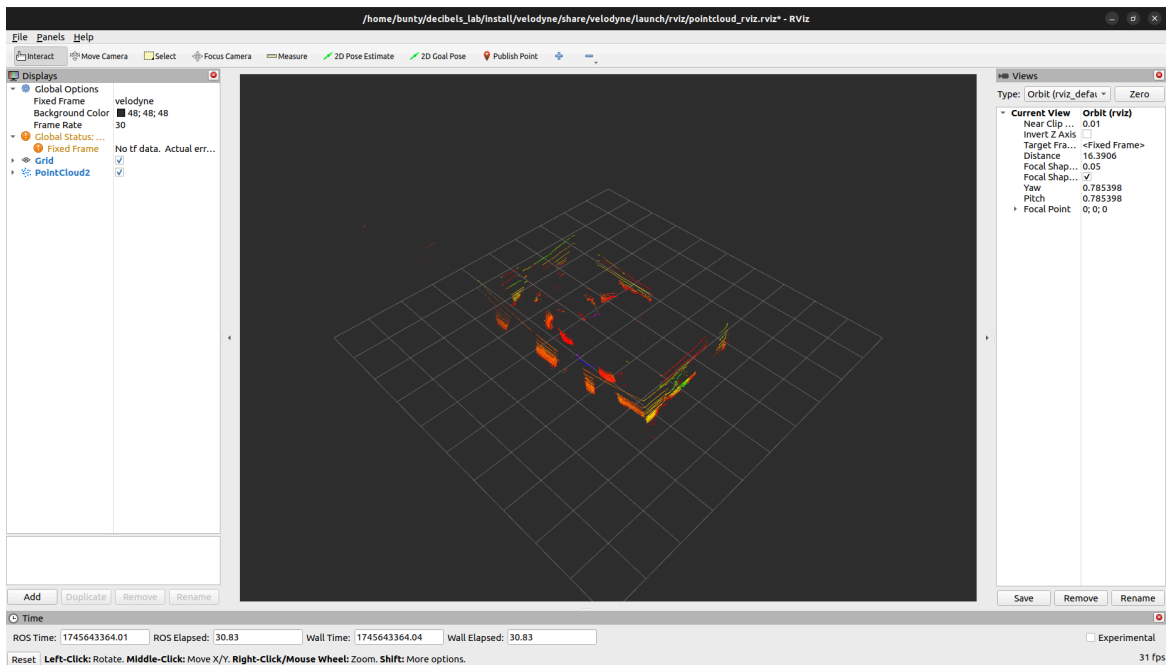 /home/bunty/decibels_lab/install/velodyne/share/velodyne/launch/rviz/pointcloud_rviz.rviz* - RViz
File Panels Help
Interact Move Camera Select Focus Camera Measure 2D Pose Estimate 2D Goal Pose Publish Point
Displays
Global Options
Fixed Frame velodyne
Background Color 48; 48; 48
Frame Rate 30
Global Status: ...
Fixed Frame No tf data. Actual err...
Grid
PointCloud2
Add Duplicate Remove Rename
Views
Type: Orbit (rviz_defau Zero
Current View Orbit (rviz)
Near Clip ... 0.01
Invert Z Axis
Target Fra... <Fixed Frame>
Distance 16.3906
Focal Shap... 0.05
Focal Shap...
Yaw 0.785398
Pitch 0.785398
Focal Point 0; 0; 0
Save Remove Rename
Time
ROS Time: 1745643364.01 ROS Elapsed: 30.83 Wall Time: 1745643364.04 Wall Elapsed: 30.83 Experimental
Reset Left-Click: Rotate. Middle-Click: Move X/Y. Right-Click/Mouse Wheel: Zoom. Shift: More options. 31 fps